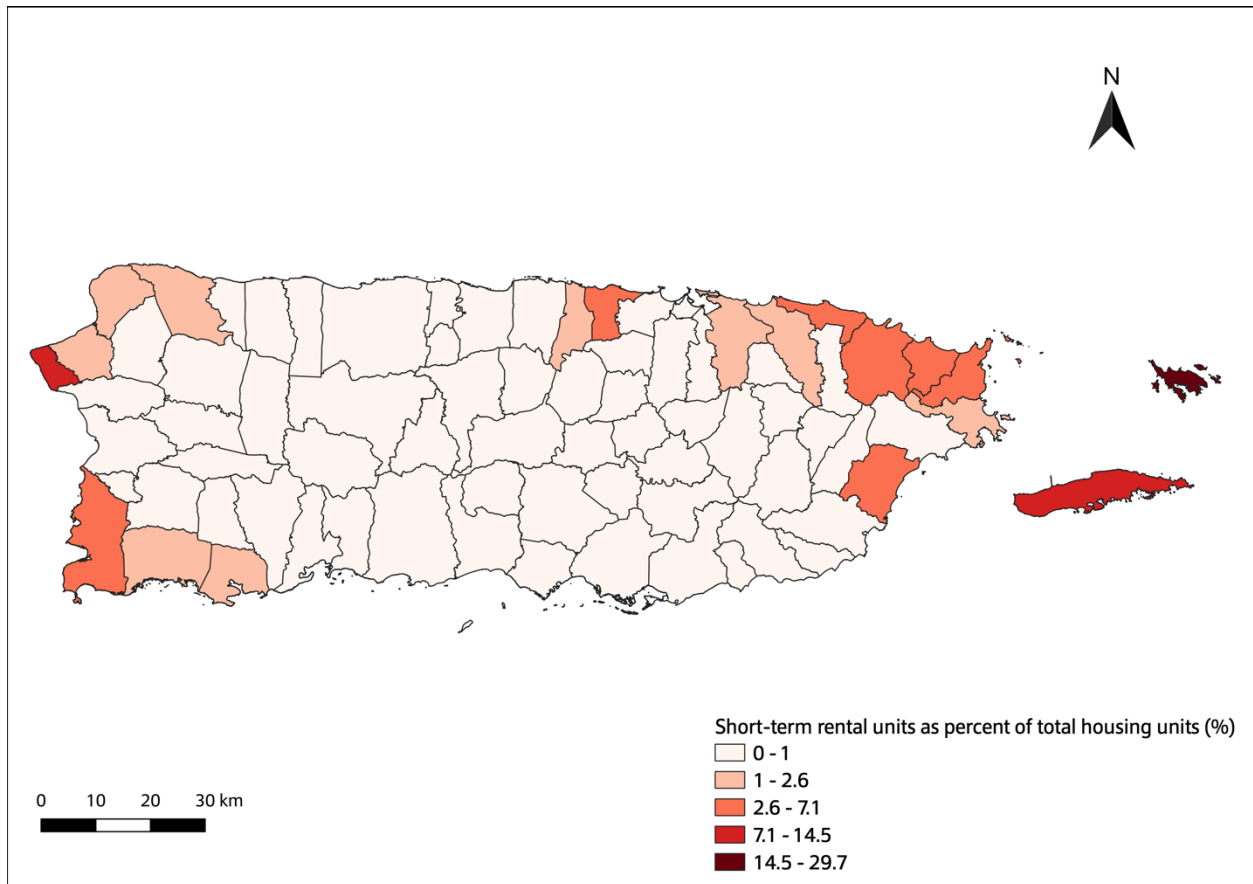 N
Short-term rental units as percent of total housing units (%)
0 - 1
1 - 2.6
2.6 - 7.1
7.1 - 14.5
14.5 - 29.7
0 10 20 30 km